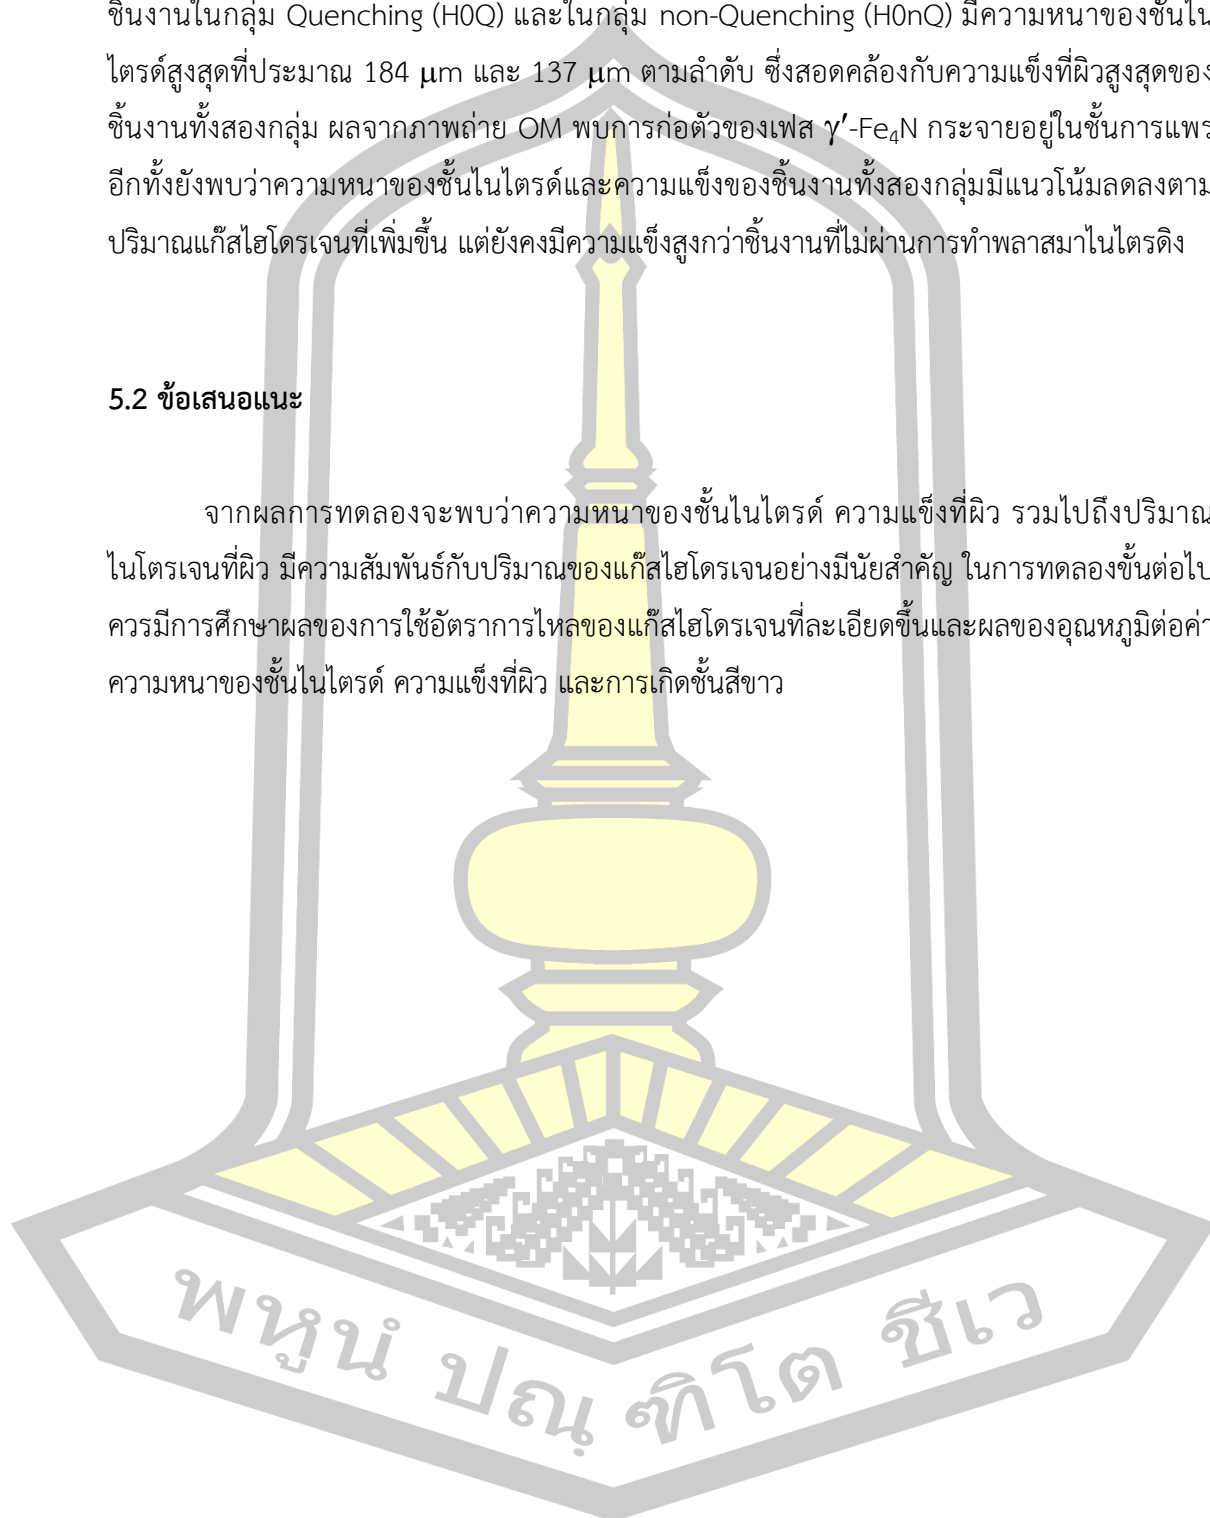 ชิ้นงานในกลุ่ม Quenching (H0Q) และในกลุ่ม non-Quenching (H0nQ) มีความหนาของชั้นไน
ไตรด์สูงสุดที่ประมาณ 184 μm และ 137 μm ตามลำดับ ซึ่งสอดคล้องกับความแข็งที่ผิวสูงสุดของ
ชิ้นงานทั้งสองกลุ่ม ผลจากภาพถ่าย OM พบการก่อตัวของเฟส γ′-Fe₄N กระจายอยู่ในชั้นการแพร
อีกทั้งยังพบว่าความหนาของชั้นไนไตรด์และความแข็งของชิ้นงานทั้งสองกลุ่มมีแนวโน้มลดลงตาม
ปริมาณแก๊สไฮโดรเจนที่เพิ่มขึ้น แต่ยังคงมีความแข็งสูงกว่าชิ้นงานที่ไม่ผ่านการทำพลาสมาไนไตรดิง
5.2 ข้อเสนอแนะ
จากผลการทดลองจะพบว่าความหนาของชั้นไนไตรด์ ความแข็งที่ผิว รวมไปถึงปริมาณ
ไนโตรเจนที่ผิว มีความสัมพันธ์กับปริมาณของแก๊สไฮโดรเจนอย่างมีนัยสำคัญ ในการทดลองขั้นต่อไป
ควรมีการศึกษาผลของการใช้อัตราการไหลของแก๊สไฮโดรเจนที่ละเอียดขึ้นและผลของอุณหภูมิต่อค่า
ความหนาของชั้นไนไตรด์ ความแข็งที่ผิว และการเกิดชั้นสีขาว
พหูนํ ปณฺฑิโต ชีเว